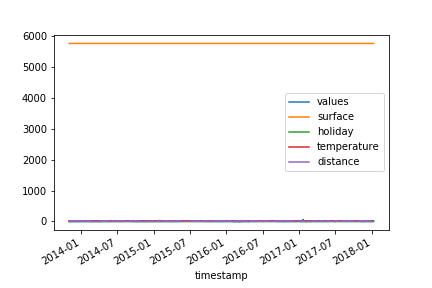 6000
5000
4000
3000
2000
1000
0
values
surface
holiday
temperature
distance
2014-01
2014-07
2015-01
2015-07
2016-01
2016-07
2017-01
2017-07
2018-01
timestamp